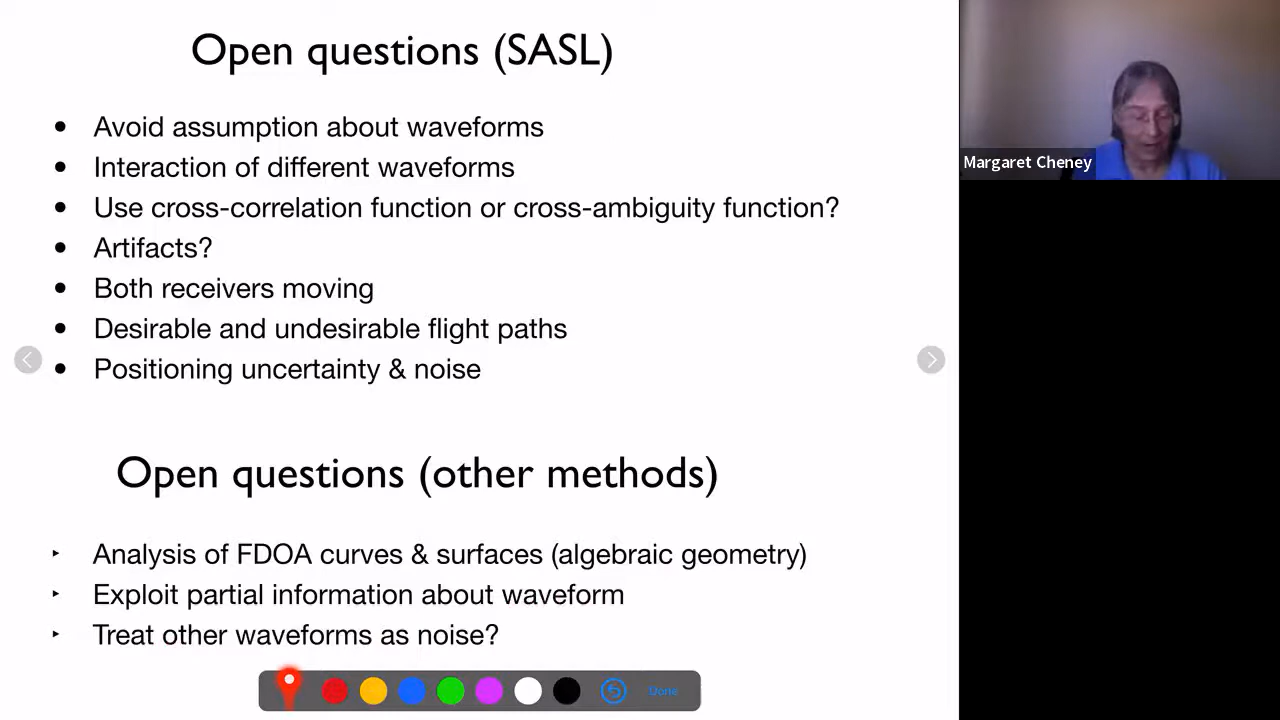 Open questions (SASL)
• Avoid assumption about waveforms
• Interaction of different waveforms
• Use cross-correlation function or cross-ambiguity function?
• Artifacts?
• Both receivers moving
• Desirable and undesirable flight paths
• Positioning uncertainty & noise
Open questions (other methods)
‣ Analysis of FDOA curves & surfaces (algebraic geometry)
‣ Exploit partial information about waveform
‣ Treat other waveforms as noise?
Done
Margaret Cheney